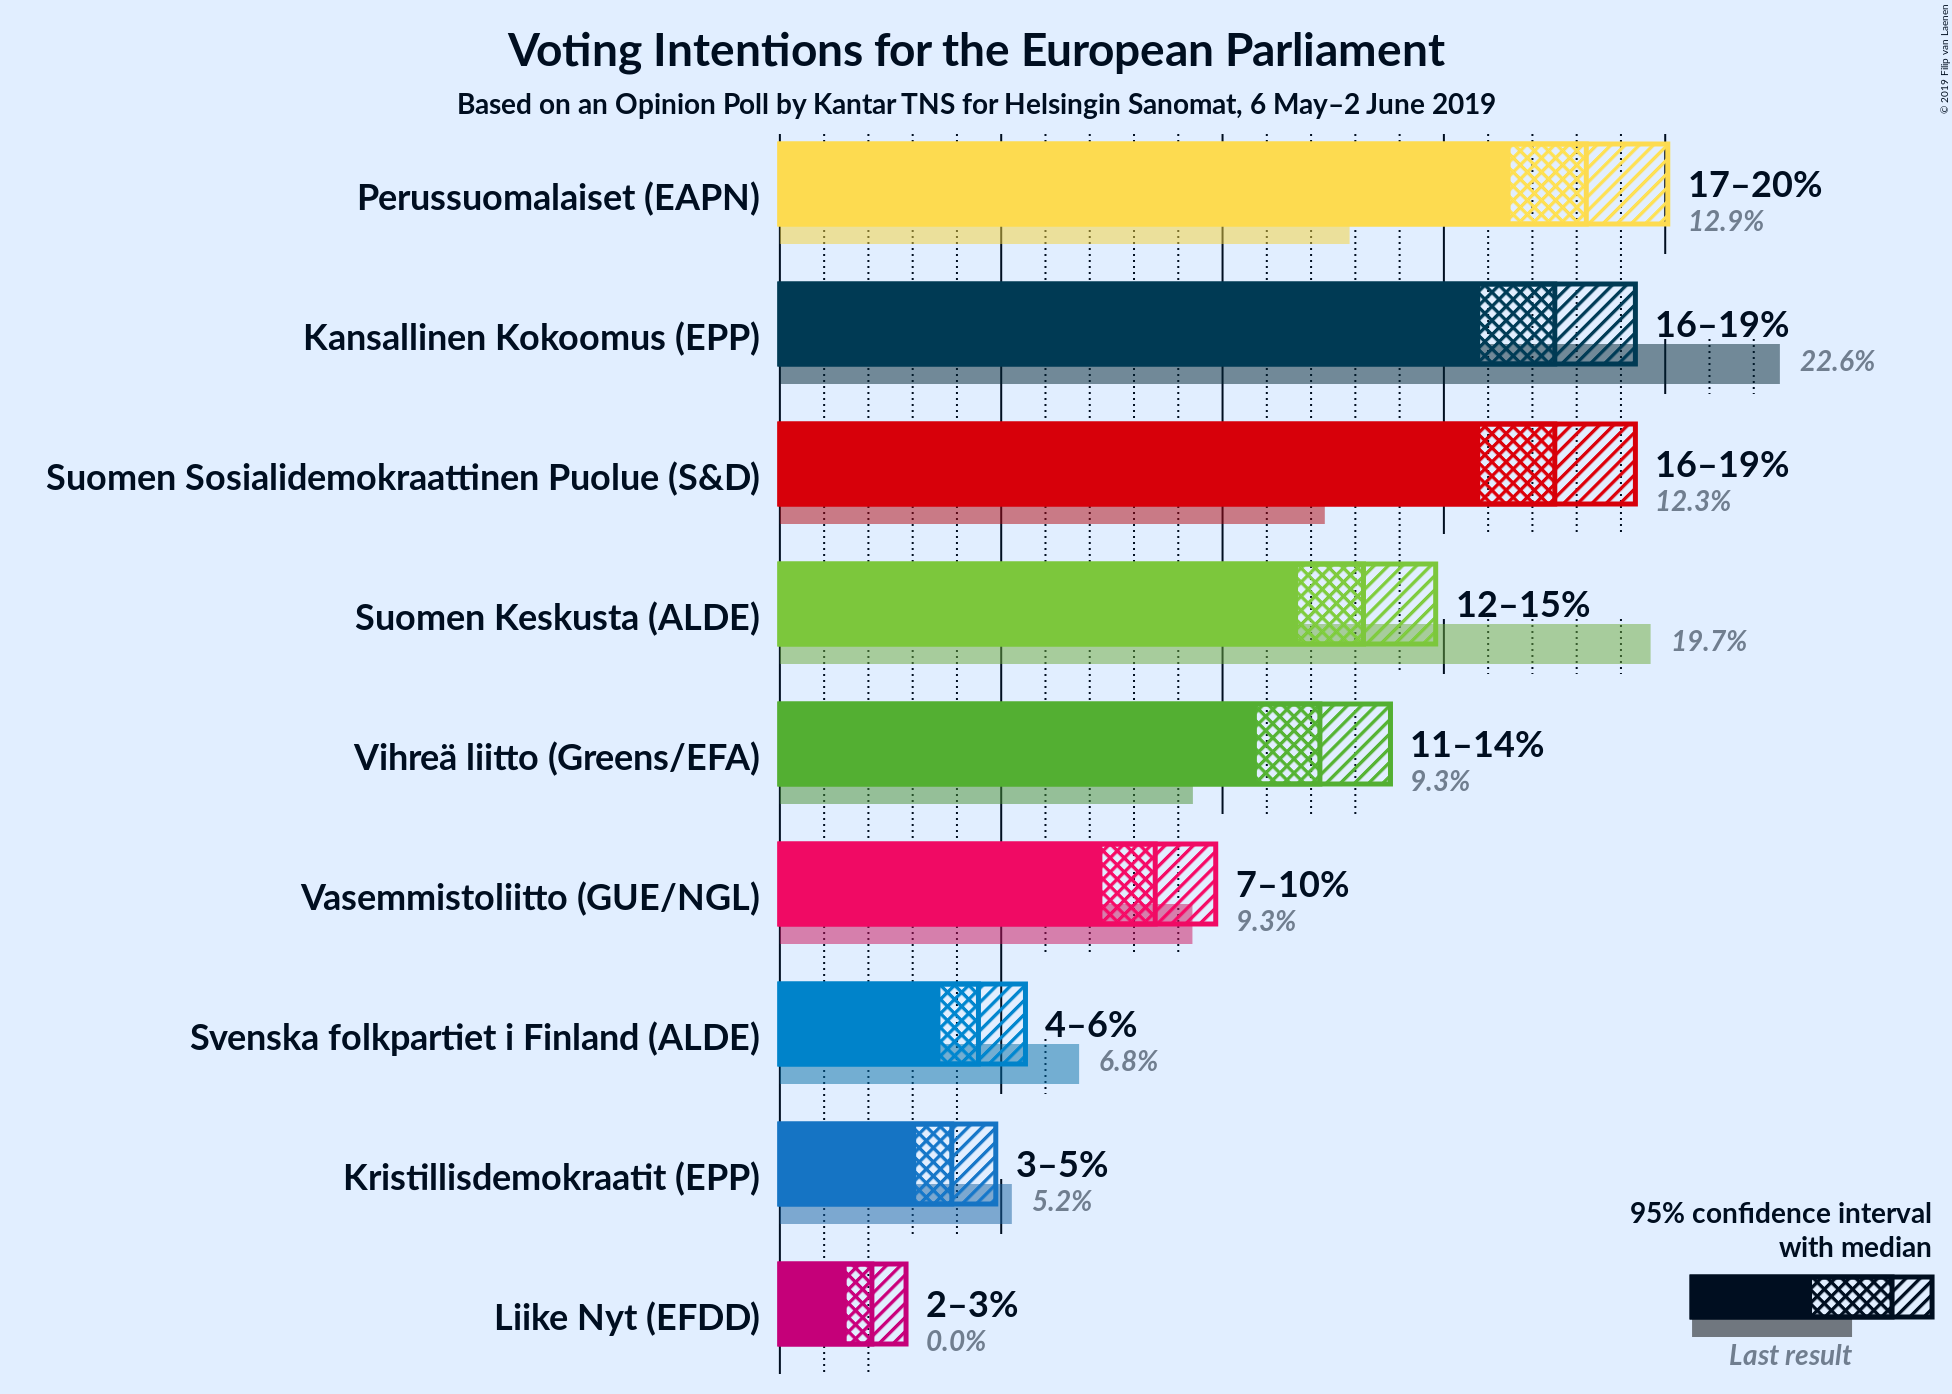 Voting Intentions for the European Parliament
Based on an Opinion Poll by Kantar TNS for Helsingin Sanomat, 6 May–2 June 2019
© 2019 Filip van Laenen
Perussuomalaiset (EAPN)
17–20%
12.9%
Kansallinen Kokoomus (EPP)
16–19%
22.6%
Suomen Sosialidemokraattinen Puolue (S&D)
16–19%
12.3%
Suomen Keskusta (ALDE)
12–15%
19.7%
Vihreä liitto (Greens/EFA)
11–14%
9.3%
Vasemmistoliitto (GUE/NGL)
7–10%
9.3%
Svenska folkpartiet i Finland (ALDE)
4–6%
6.8%
Kristillisdemokraatit (EPP)
3–5%
5.2%
Liike Nyt (EFDD)
2–3%
0.0%
95% confidence interval
with median
Last result